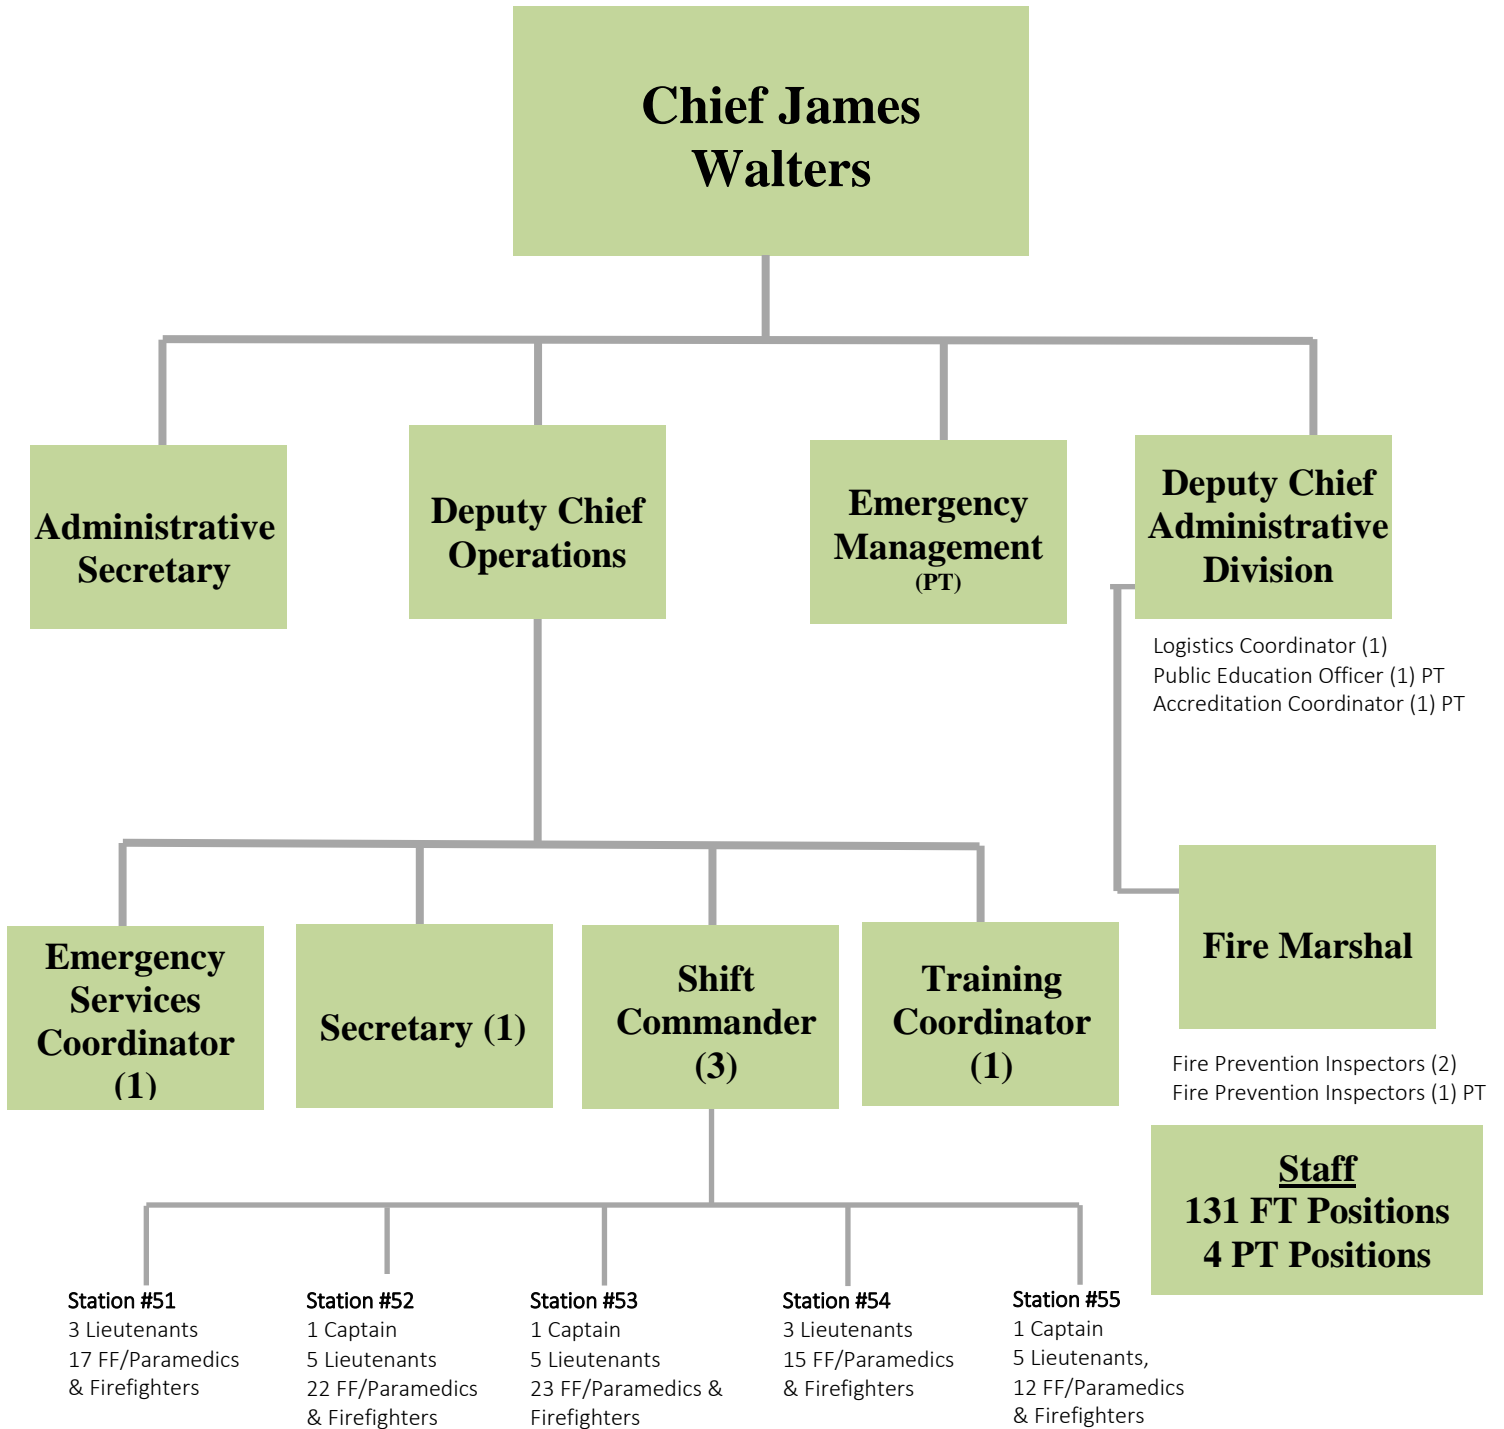 Chief James
Walters
Administrative
Secretary
Deputy Chief
Operations
Emergency
Management
(PT)
Deputy Chief
Administrative
Division
Logistics Coordinator (1)
Public Education Officer (1) PT
Accreditation Coordinator (1) PT
Emergency
Services
Coordinator
(1)
Secretary (1)
Shift
Commander
(3)
Training
Coordinator
(1)
Fire Marshal
Fire Prevention Inspectors (2)
Fire Prevention Inspectors (1) PT
Staff
131 FT Positions
4 PT Positions
Station #51
3 Lieutenants
17 FF/Paramedics
& Firefighters
Station #52
1 Captain
5 Lieutenants
22 FF/Paramedics
& Firefighters
Station #53
1 Captain
5 Lieutenants
23 FF/Paramedics &
Firefighters
Station #54
3 Lieutenants
15 FF/Paramedics
& Firefighters
Station #55
1 Captain
5 Lieutenants,
12 FF/Paramedics
& Firefighters